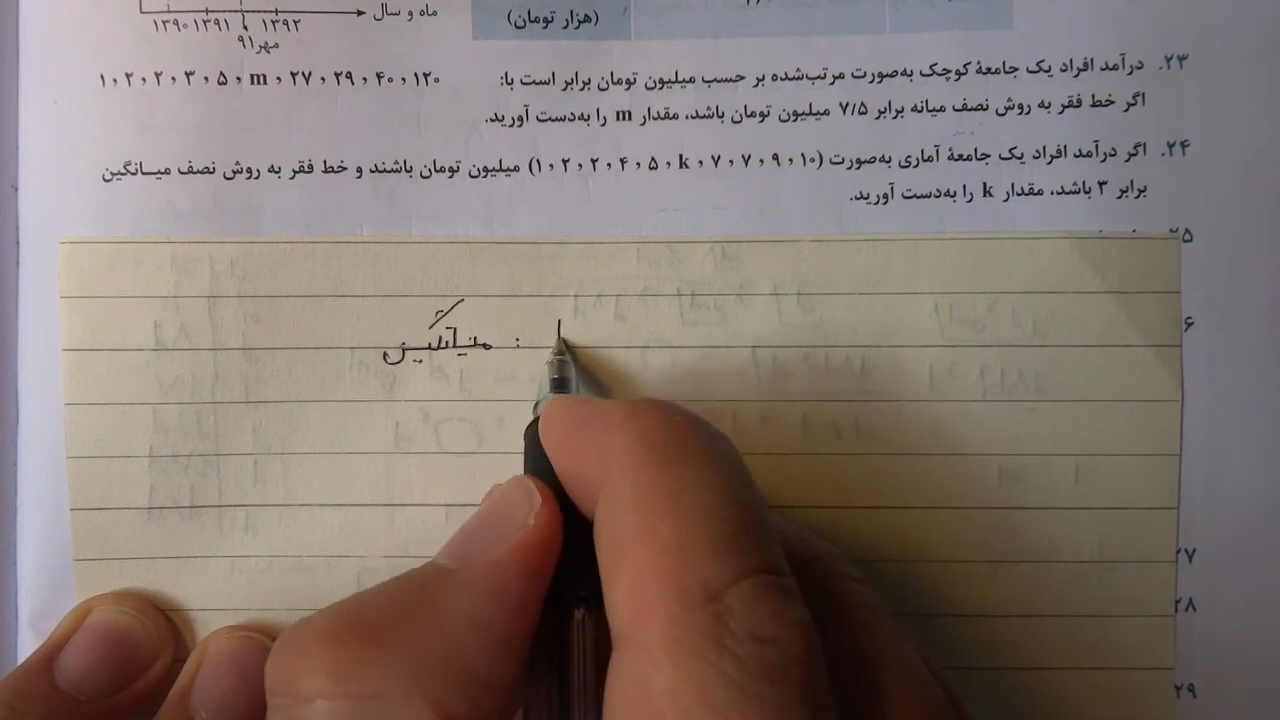 (هزار تومان)
ماه و سال
۱۳۹۰ ۱۳۹۱ ۱۳۹۲
مهر۹۱
۲۳. درآمد افراد یک جامعهٔ کوچک به‌صورت مرتب‌شده بر حسب میلیون تومان برابر است با: ۱ , ۲ , ۲ , ۳ , ۵ , m , ۲۷ , ۲۹ , ۴۰ , ۱۲۰
اگر خط فقر به روش نصف میانه برابر ۷/۵ میلیون تومان باشد، مقدار m را به‌دست آورید.
۲۴. اگر درآمد افراد یک جامعهٔ آماری به‌صورت (۱ , ۲ , ۲ , ۴ , ۵ , k , ۷ , ۷ , ۹ , ۱۰) میلیون تومان باشند و خط فقر به روش نصف میـانگین
برابر ۳ باشد، مقدار k را به‌دست آورید.
۲۵
میانگین : ۱
۶
۲۷
۲۸
۲۹